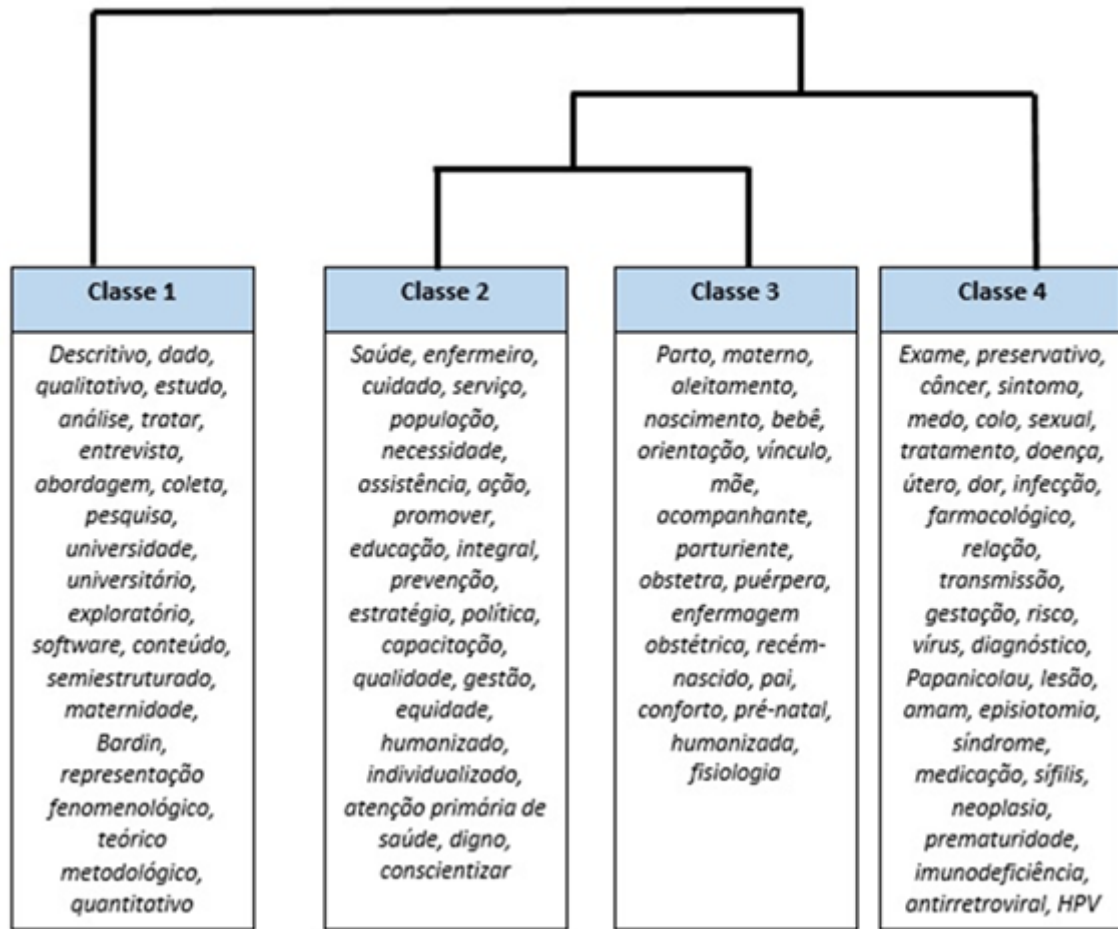 Classe 1
Descritivo, dado,
qualitativo, estudo,
análise, tratar,
entrevista,
abordagem, coleta,
pesquisa,
universidade,
universitário,
exploratório,
software, conteúdo,
semiestruturado,
maternidade,
Bardin,
representação
fenomenológico,
teórico
metodológico,
quantitativo
Classe 2
Saúde, enfermeiro,
cuidado, serviço,
população,
necessidade,
assistência, ação,
promover,
educação, integral,
prevenção,
estratégia, política,
capacitação,
qualidade, gestão,
equidade,
humanizado,
individualizado,
atenção primária de
saúde, digno,
conscientizar
Classe 3
Parto, materno,
aleitamento,
nascimento, bebê,
orientação, vínculo,
mãe,
acompanhante,
parturiente,
obstetra, puérpera,
enfermagem
obstétrica, recém-
nascido, pai,
conforto, pré-natal,
humanizada,
fisiologia
Classe 4
Exame, preservativo,
câncer, sintoma,
medo, colo, sexual,
tratamento, doença,
útero, dor, infecção,
farmacológico,
relação,
transmissão,
gestação, risco,
vírus, diagnóstico,
Papanicolau, lesão,
amam, episiotomia,
síndrome,
medicação, sífilis,
neoplasia,
prematuridade,
imunodeficiência,
antirretroviral, HPV